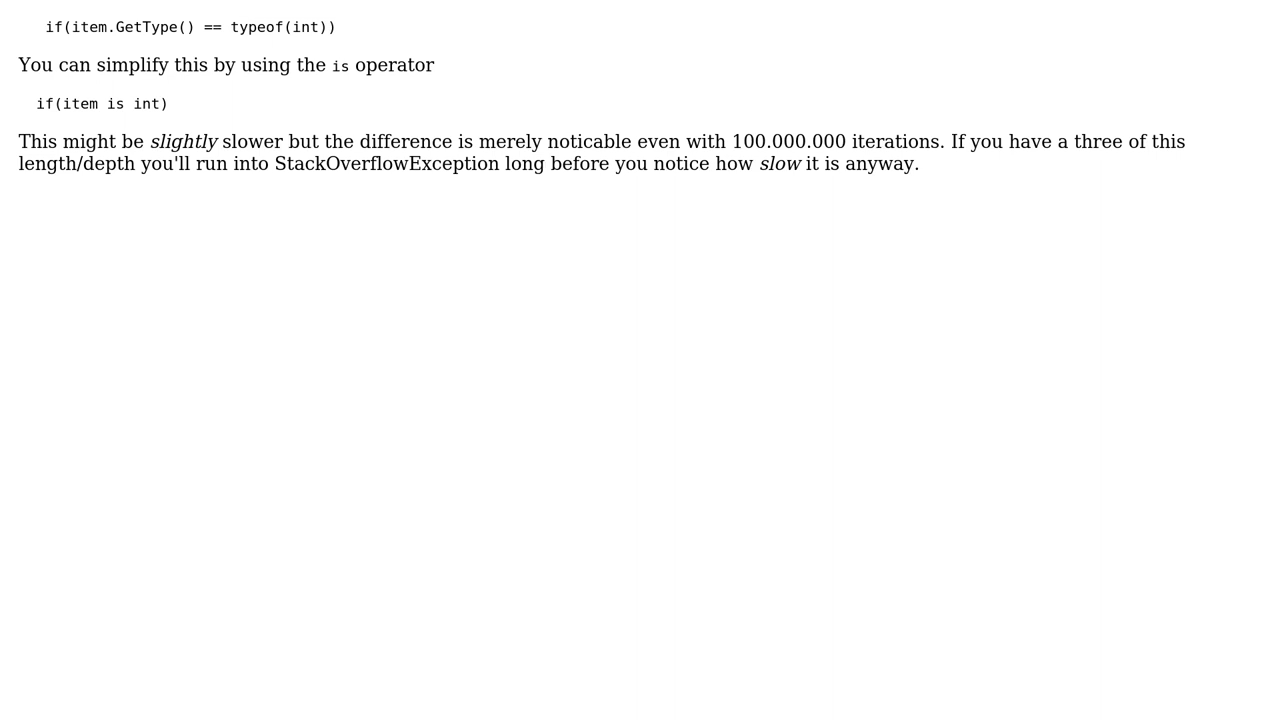 if(item.GetType() == typeof(int))
You can simplify this by using the is operator
if(item is int)
This might be slightly slower but the difference is merely noticable even with 100.000.000 iterations. If you have a three of this
length/depth you'll run into StackOverflowException long before you notice how slow it is anyway.